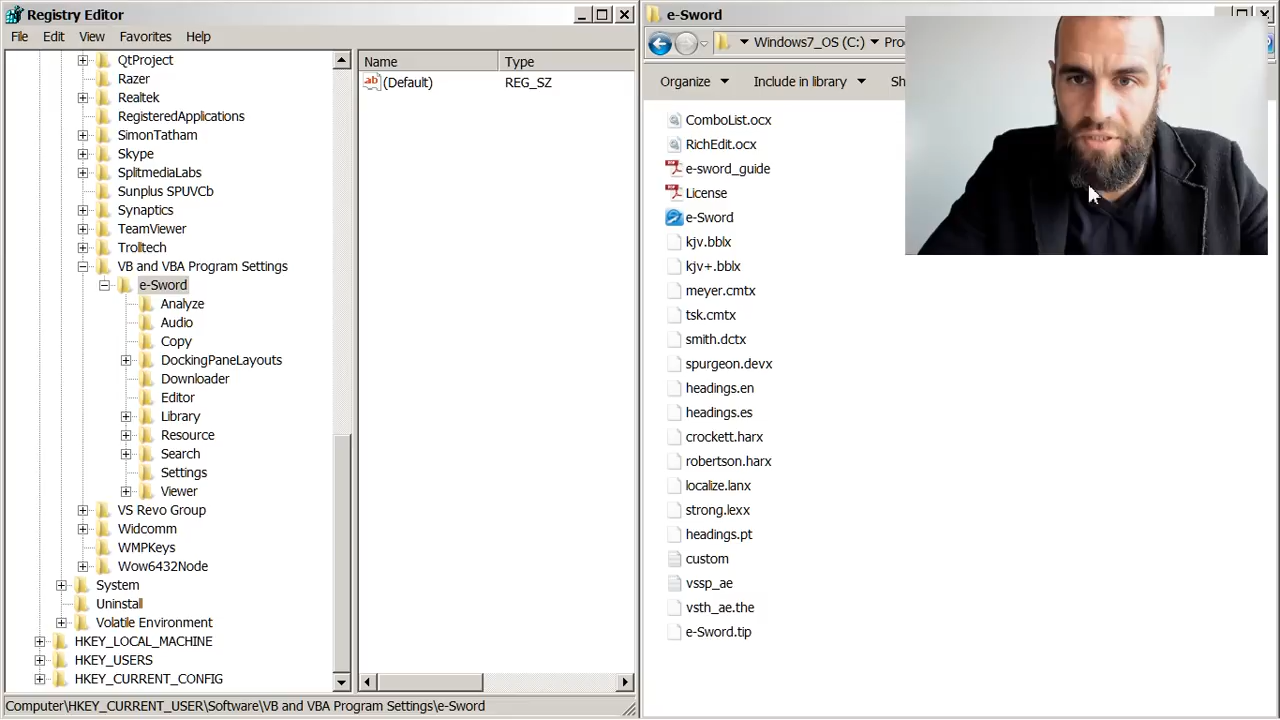 Registry Editor
File Edit View Favorites Help
QtProject
Razer
Realtek
RegisteredApplications
SimonTatham
Skype
SplitmediaLabs
Sunplus SPUVCb
Synaptics
TeamViewer
Trolltech
VB and VBA Program Settings
e-Sword
Analyze
Audio
Copy
DockingPaneLayouts
Downloader
Editor
Library
Resource
Search
Settings
Viewer
VS Revo Group
Widcomm
WMPKeys
Wow6432Node
System
Uninstall
Volatile Environment
HKEY_LOCAL_MACHINE
HKEY_USERS
HKEY_CURRENT_CONFIG
Name Type
ab (Default) REG_SZ
Computer\HKEY_CURRENT_USER\Software\VB and VBA Program Settings\e-Sword
e-Sword
Windows7_OS (C:) Pro
Organize Include in library Sh
ComboList.ocx
RichEdit.ocx
e-sword_guide
License
e-Sword
kjv.bblx
kjv+.bblx
meyer.cmtx
tsk.cmtx
smith.dctx
spurgeon.devx
headings.en
headings.es
crockett.harx
robertson.harx
localize.lanx
strong.lexx
headings.pt
custom
vssp_ae
vsth_ae.the
e-Sword.tip